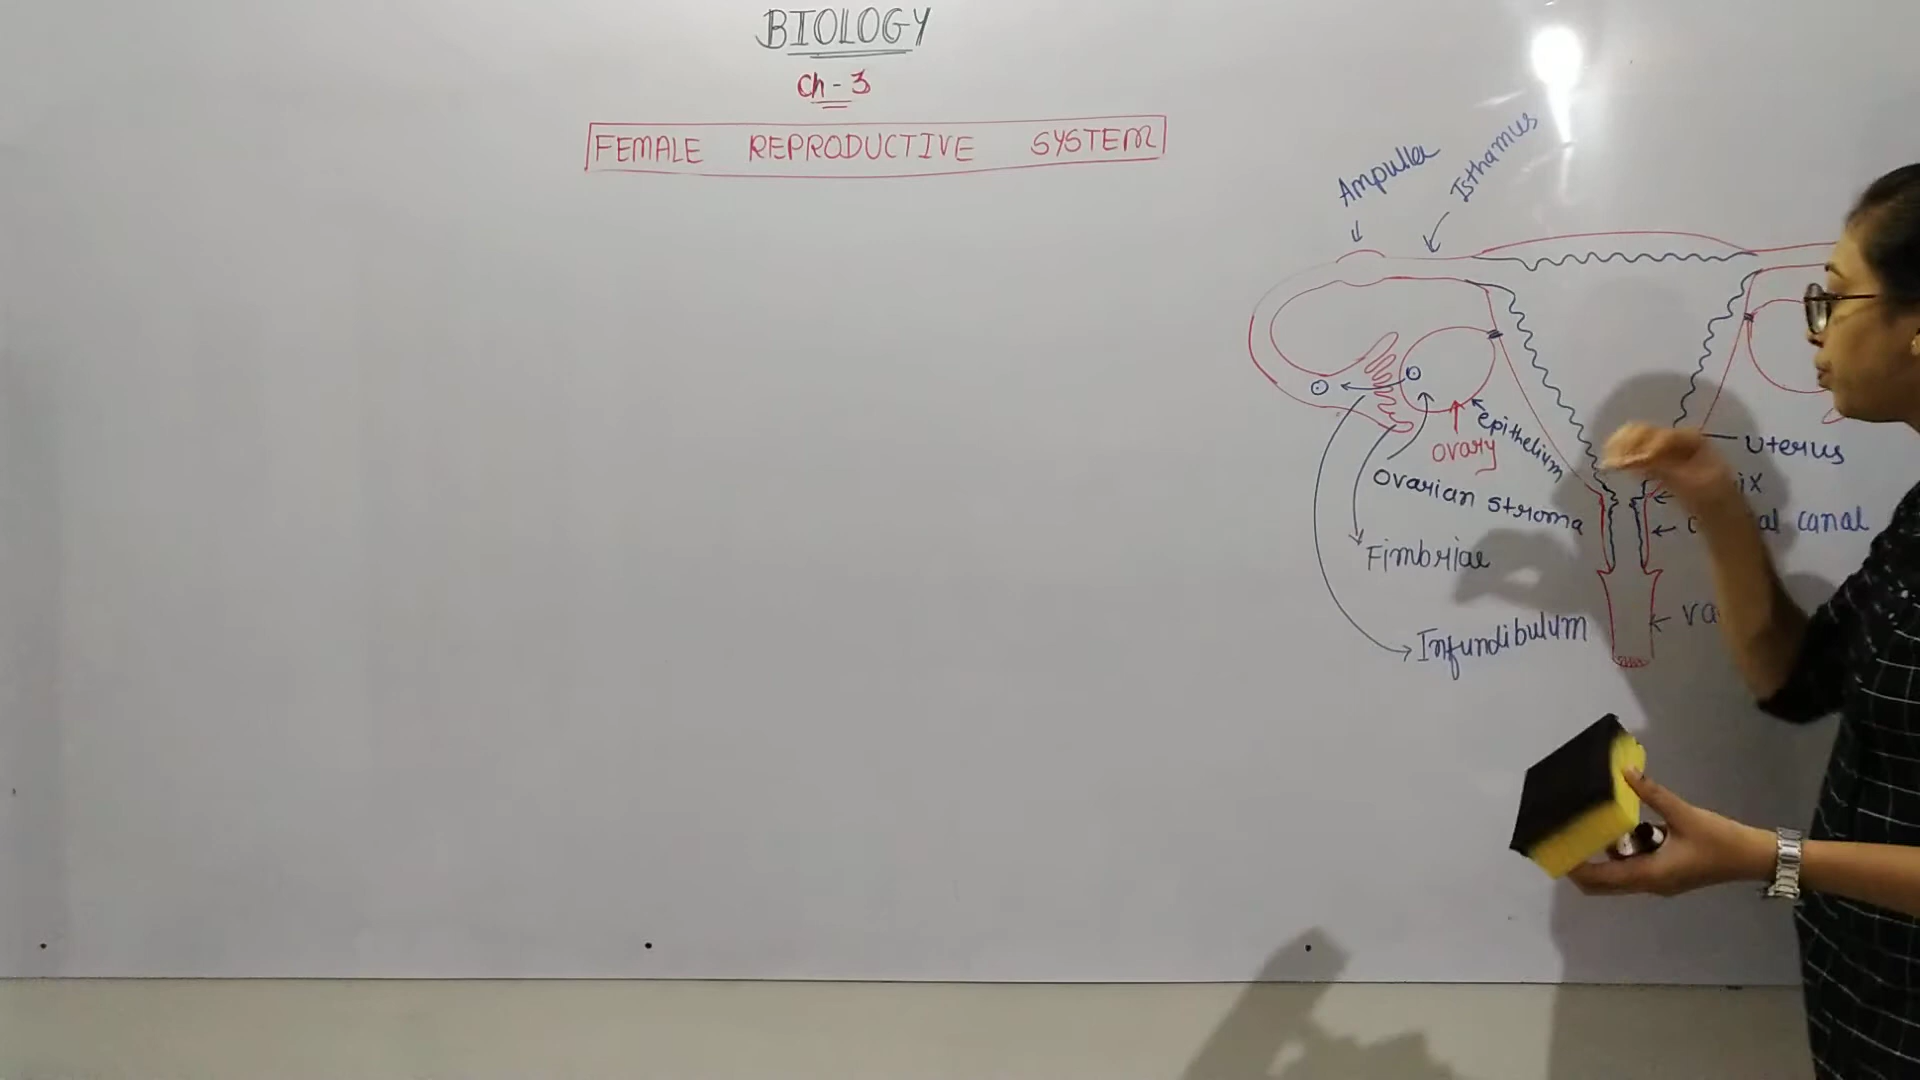 BIOLOGY
Ch - 3
FEMALE REPRODUCTIVE SYSTEM
Ampulla
Isthamus
epithelium
Ovary
Uterus
Ovarian stroma
canal
Fimbriae
Infundibulum